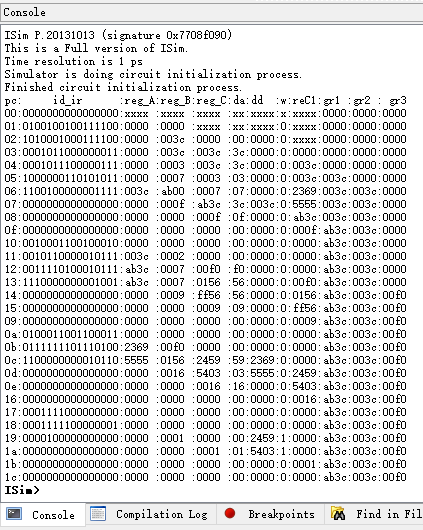 Console
ISim P.20131013 (signature 0x7708f090)
This is a Full version of ISim.
Time resolution is 1 ps
Simulator is doing circuit initialization process.
Finished circuit initialization process.
pc:      id_ir      :reg_A:reg_B:reg_C:da:dd  :w:reC1:gr1 :gr2 : gr3
00:0000000000000000:xxxx :xxxx :xxxx :xx:xxxx:x:xxxx:0000:0000:0000
01:0100100100111100:0000 :0000 :xxxx :xx:xxxx:x:xxxx:0000:0000:0000
02:1010001000111100:0000 :003c :0000 :00:0000:0:xxxx:0000:0000:0000
03:0001011000000011:0000 :003c :003c :3c:0000:0:0000:0000:0000:0000
04:0001011100000011:0000 :003c :003c :3c:0000:0:003c:0000:0000:0000
05:1000000110101011:0000 :0007 :0003 :03:0000:0:003c:003c:0000:0000
06:1100100000001111:003c :ab00 :0007 :07:0000:0:2369:003c:003c:0000
07:0000000000000000:0000 :000f :ab3c :3c:003c:0:5555:003c:003c:0000
08:0000000000000000:0000 :0000 :000f :0f:0000:0:ab3c:003c:003c:0000
0f:0000000000000000:0000 :0000 :0000 :00:0000:0:000f:ab3c:003c:0000
10:0010001100100010:0000 :0000 :0000 :00:0000:0:0000:ab3c:003c:0000
11:0010110000010111:003c :0002 :0000 :00:0000:0:0000:ab3c:003c:0000
12:0011110100010111:ab3c :0007 :00f0 :f0:0000:0:0000:ab3c:003c:0000
13:1110000000001001:ab3c :0007 :0156 :56:0000:0:00f0:ab3c:003c:0000
14:0000000000000000:0000 :0009 :ff56 :56:0000:0:0156:ab3c:003c:00f0
15:0000000000000000:0000 :0000 :0009 :09:0000:0:ff56:ab3c:003c:00f0
09:0000000000000000:0000 :0000 :0000 :00:0000:0:0009:ab3c:003c:00f0
0a:0100011001100011:0000 :0000 :0000 :00:0000:0:0000:ab3c:003c:00f0
0b:0111111101110100:2369 :00f0 :0000 :00:0000:0:0000:ab3c:003c:00f0
0c:1100000000010110:5555 :0156 :2459 :59:2369:0:0000:ab3c:003c:00f0
0d:0000000000000000:0000 :0016 :5403 :03:5555:0:2459:ab3c:003c:00f0
0e:0000000000000000:0000 :0000 :0016 :16:0000:0:5403:ab3c:003c:00f0
16:0000000000000000:0000 :0000 :0000 :00:0000:0:0016:ab3c:003c:00f0
17:0001111000000000:0000 :0000 :0000 :00:0000:0:0000:ab3c:003c:00f0
18:0001111100000001:0000 :0000 :0000 :00:0000:0:0000:ab3c:003c:00f0
19:0000100000000000:0000 :0001 :0000 :00:2459:1:0000:ab3c:003c:00f0
1a:0000000000000000:0000 :0000 :0001 :01:5403:1:0000:ab3c:003c:00f0
1b:0000000000000000:0000 :0000 :0000 :00:0000:0:0001:ab3c:003c:00f0
1c:0000000000000000:0000 :0000 :0000 :00:0000:0:0000:ab3c:003c:00f0
ISim>
Console Compilation Log Breakpoints Find in Fil